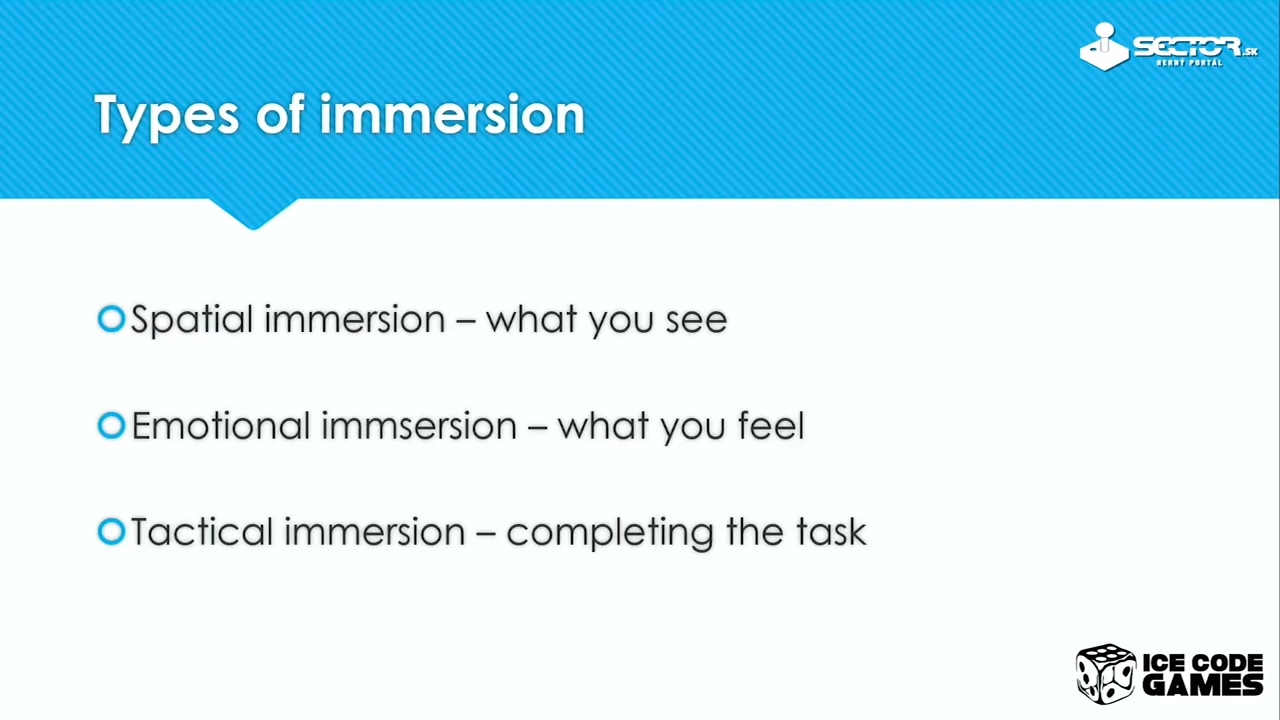 SECTOR.SK
HERNÝ PORTÁL
Types of immersion
Spatial immersion – what you see
Emotional immsersion – what you feel
Tactical immersion – completing the task
ICE CODE
GAMES